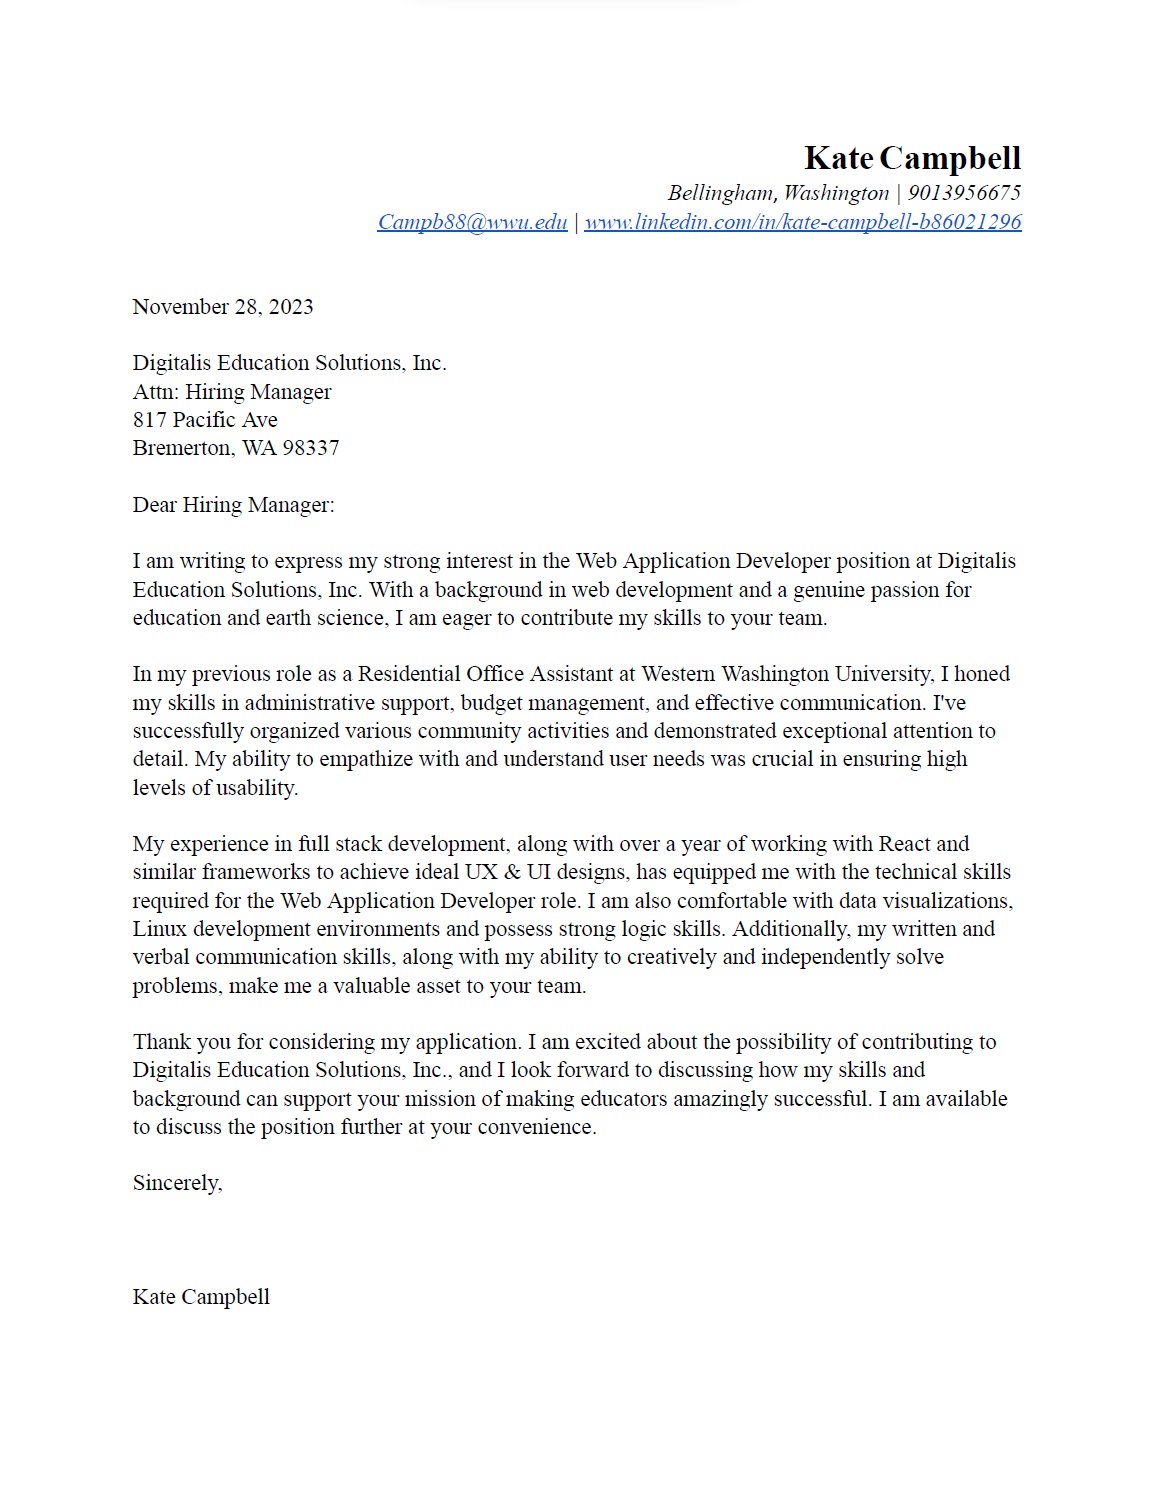 Kate Campbell
Bellingham, Washington | 9013956675
Campb88@wwu.edu | www.linkedin.com/in/kate-campbell-b86021296
November 28, 2023
Digitalis Education Solutions, Inc.
Attn: Hiring Manager
817 Pacific Ave
Bremerton, WA 98337
Dear Hiring Manager:
I am writing to express my strong interest in the Web Application Developer position at Digitalis
Education Solutions, Inc. With a background in web development and a genuine passion for
education and earth science, I am eager to contribute my skills to your team.
In my previous role as a Residential Office Assistant at Western Washington University, I honed
my skills in administrative support, budget management, and effective communication. I've
successfully organized various community activities and demonstrated exceptional attention to
detail. My ability to empathize with and understand user needs was crucial in ensuring high
levels of usability.
My experience in full stack development, along with over a year of working with React and
similar frameworks to achieve ideal UX & UI designs, has equipped me with the technical skills
required for the Web Application Developer role. I am also comfortable with data visualizations,
Linux development environments and possess strong logic skills. Additionally, my written and
verbal communication skills, along with my ability to creatively and independently solve
problems, make me a valuable asset to your team.
Thank you for considering my application. I am excited about the possibility of contributing to
Digitalis Education Solutions, Inc., and I look forward to discussing how my skills and
background can support your mission of making educators amazingly successful. I am available
to discuss the position further at your convenience.
Sincerely,
Kate Campbell